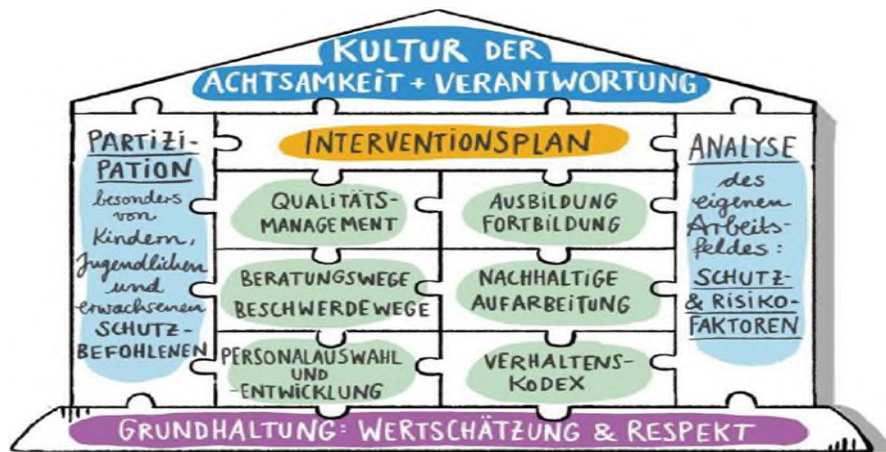 KULTUR DER
ACHTSAMKEIT + VERANTWORTUNG
PARTIZI-
PATION
besonders
von
Kindern,
Jugendlichen
und
erwachsenen
SCHUTZ-
BEFOHLENEN
INTERVENTIONSPLAN
QUALITÄTS-
MANAGEMENT
AUSBILDUNG
FORTBILDUNG
BERATUNGSWEGE
BESCHWERDEWEGE
NACHHALTIGE
AUFARBEITUNG
PERSONALAUSWAHL
UND
-ENTWICKLUNG
VERHALTENS-
KODEX
ANALYSE
des
eigenen
Arbeits-
feldes:
SCHUTZ-
& RISIKO-
FAKTOREN
GRUNDHALTUNG: WERTSCHÄTZUNG & RESPEKT